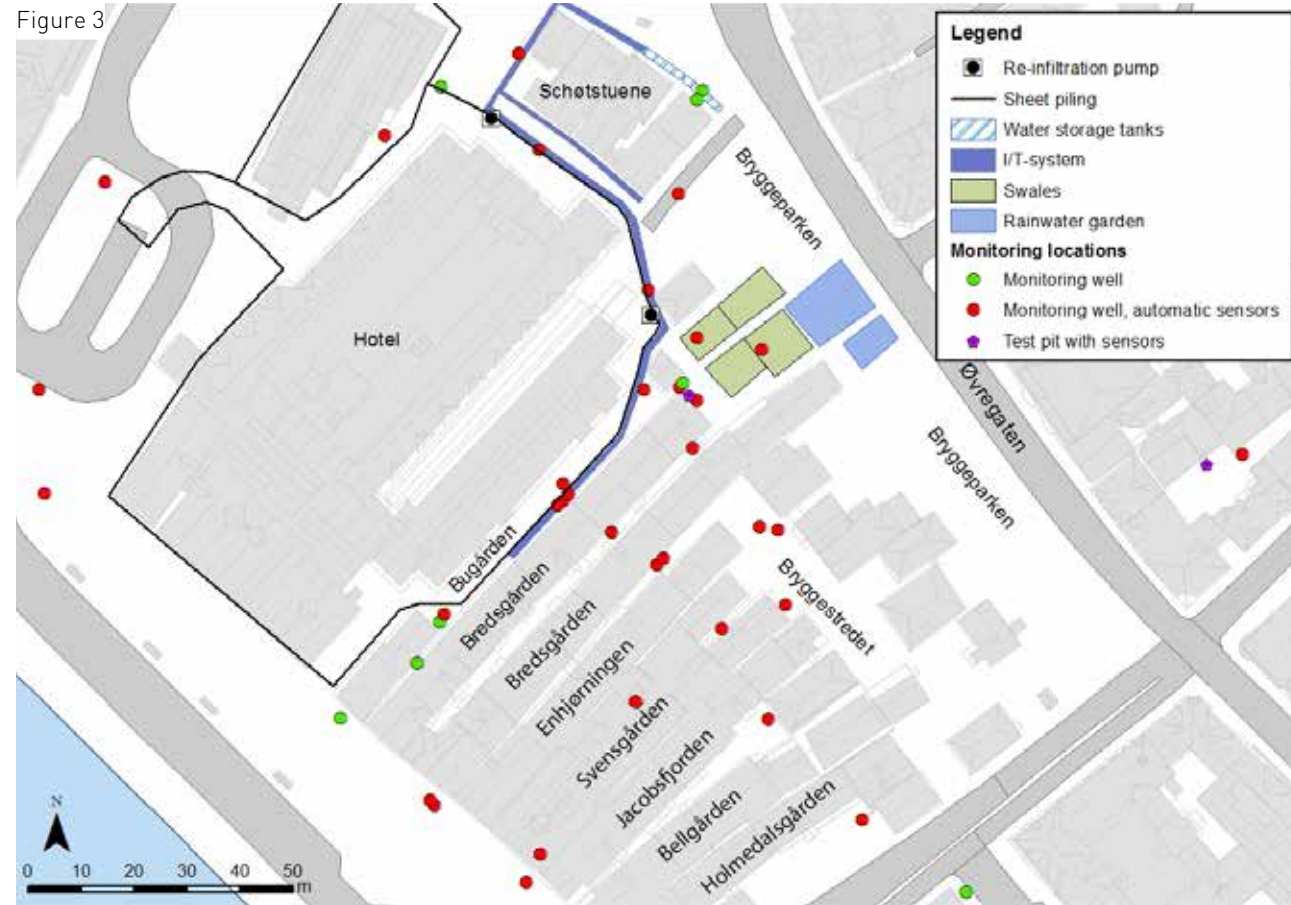 Figure 3
Legend
Re-infiltration pump
Sheet piling
Water storage tanks
I/T-system
Swales
Rainwater garden
Monitoring locations
Monitoring well
Monitoring well, automatic sensors
Test pit with sensors
Schøtstuene
Bryggeparken
Hotel
Øvregaten
Bryggeparken
Bugården
Bredsgården
Bredsgården
Enhjørningen
Svensgården
Jacobsfjorden
Bellgården
Holmedalsgården
Bryggestredet
N
0 10 20 30 40 50
m